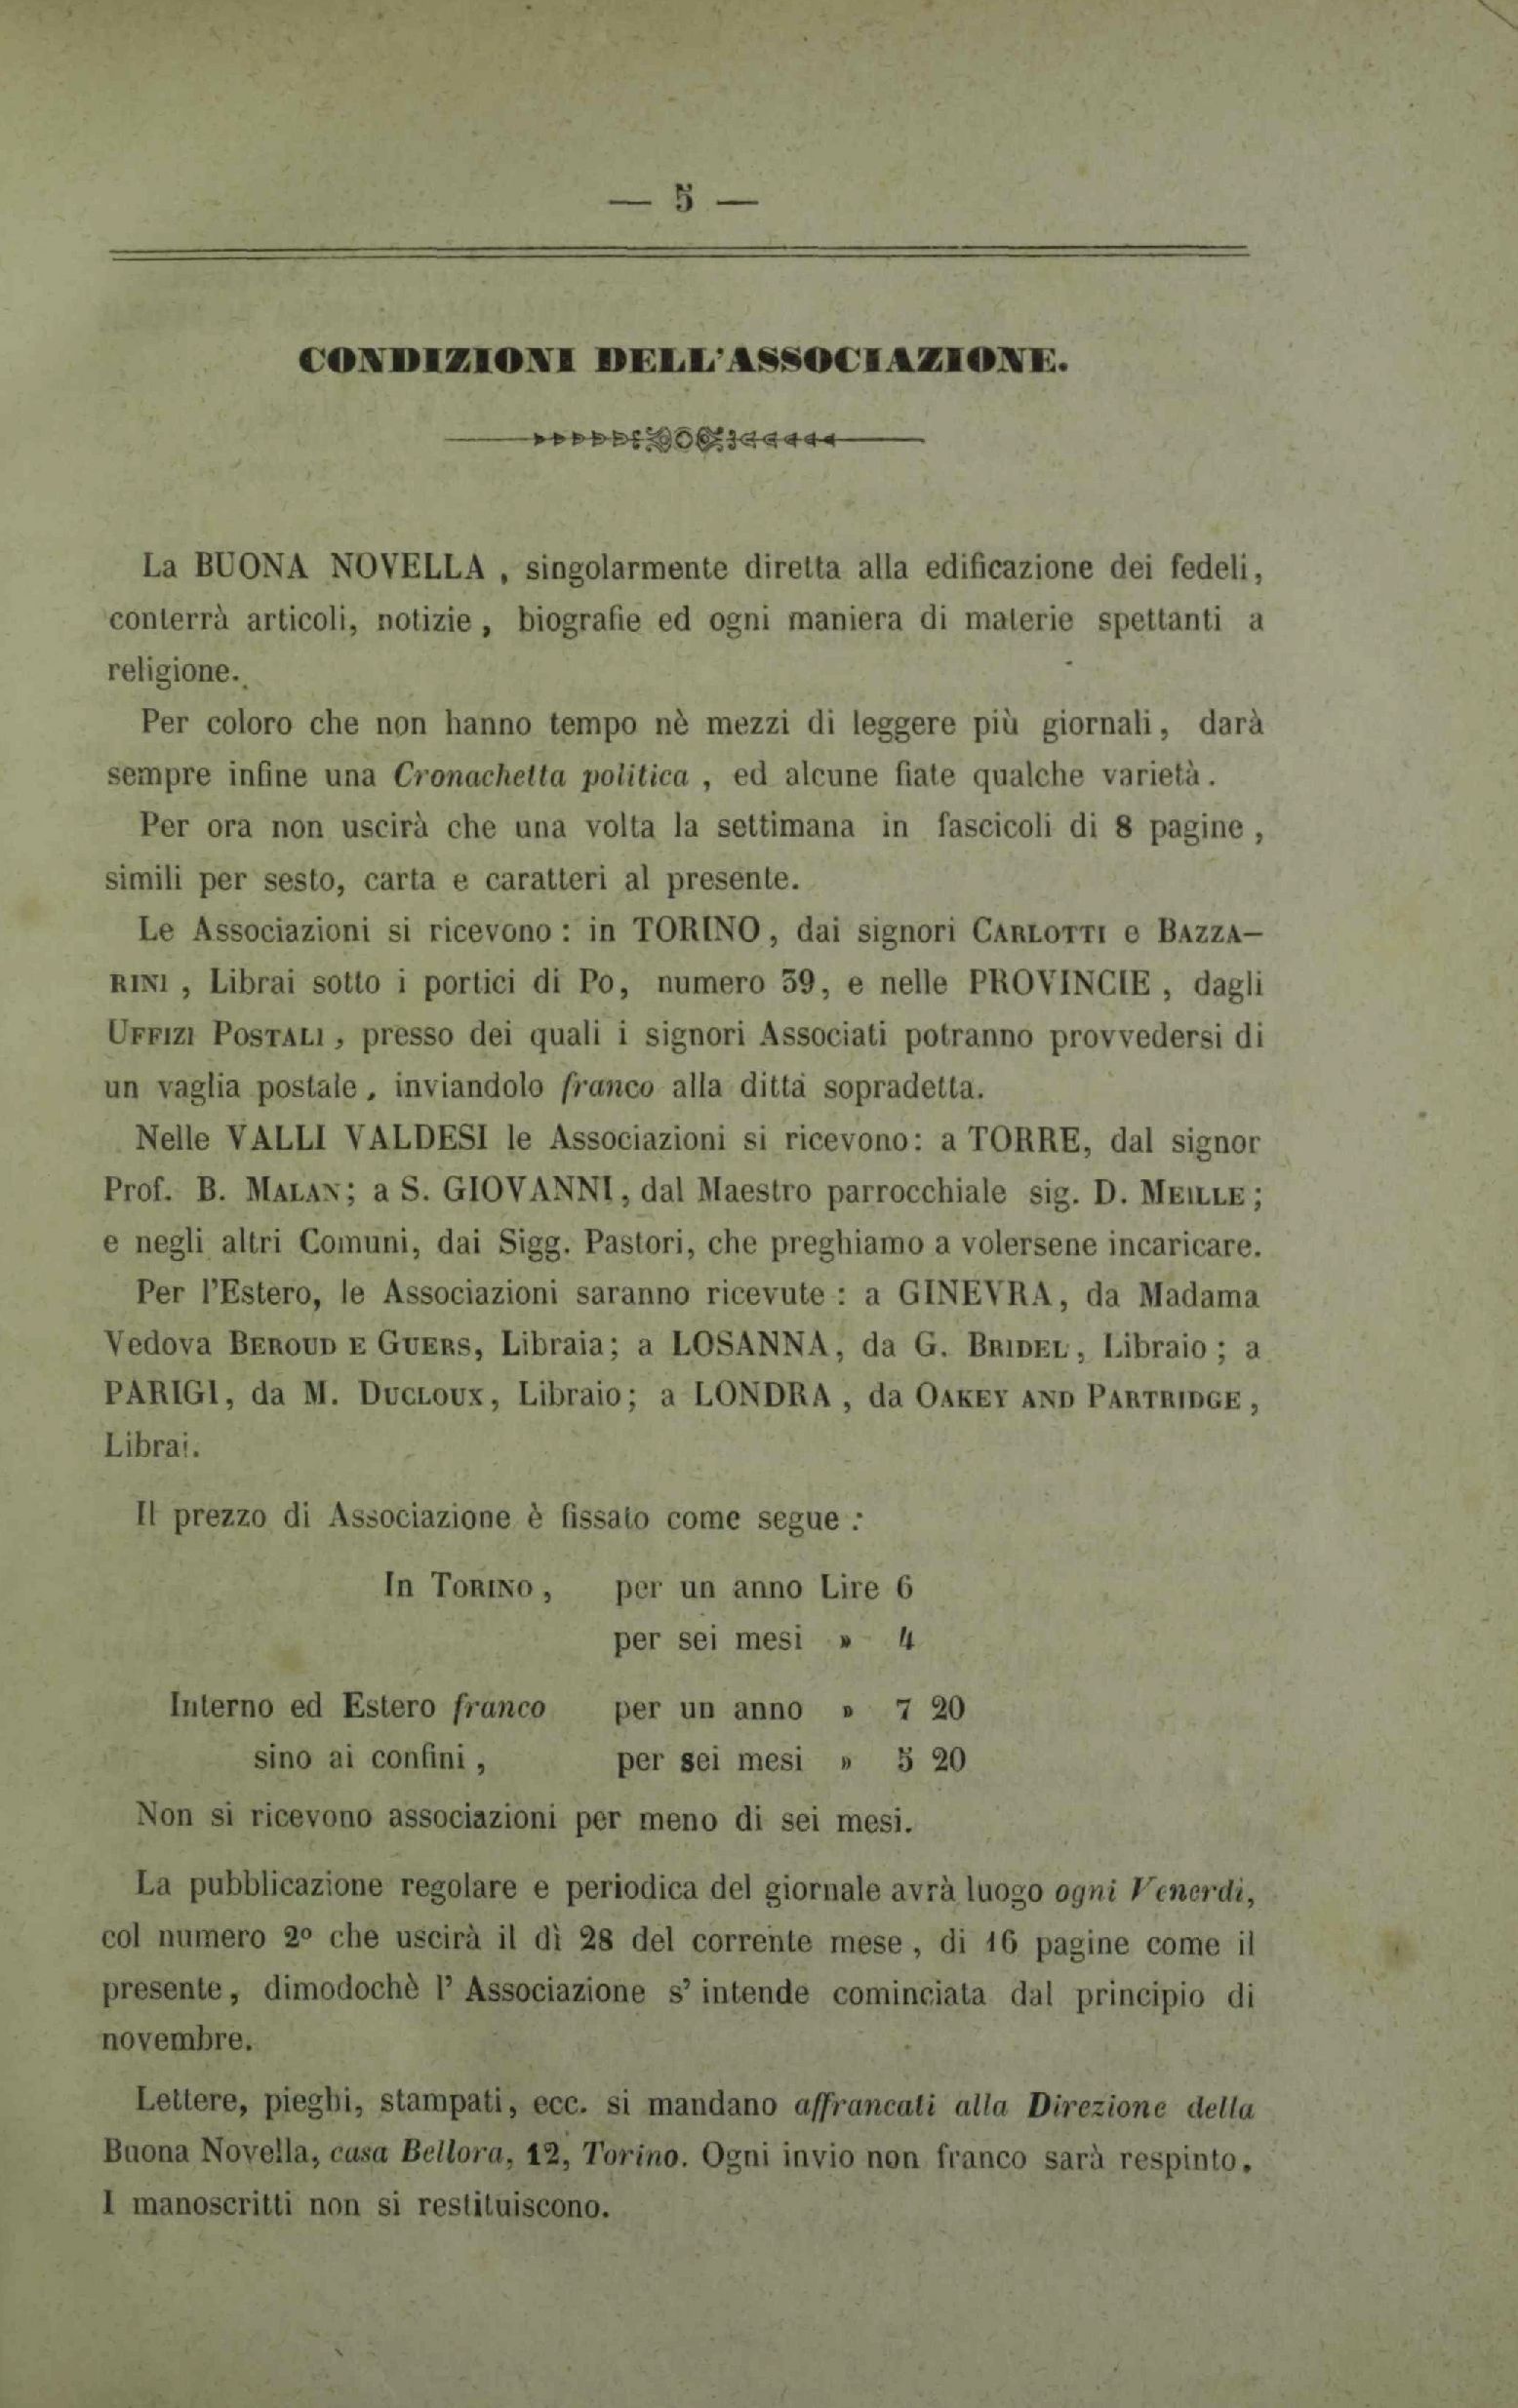 — 5 —
CONDIZIONI DELL'ASSOCIAZIONE.
La BUONA NOVELLA, singolarmente diretta alla edificazione dei fedeli,
conterrà articoli, notizie, biografie ed ogni maniera di materie spettanti a
religione.
Per coloro che non hanno tempo nè mezzi di leggere più giornali, darà
sempre infine una Cronachetta politica, ed alcune fiate qualche varietà.
Per ora non uscirà che una volta la settimana in fascicoli di 8 pagine,
simili per sesto, carta e caratteri al presente.
Le Associazioni si ricevono: in TORINO, dai signori CARLOTTI e BAZZA-
RINI, Librai sotto i portici di Po, numero 39, e nelle PROVINCIE, dagli
UFFIZI POSTALI, presso dei quali i signori Associati potranno provvedersi di
un vaglia postale, inviandolo franco alla ditta sopradetta.
Nelle VALLI VALDESI le Associazioni si ricevono: a TORRE, dal signor
Prof. B. MALAN; a S. GIOVANNI, dal Maestro parrocchiale sig. D. MEILLE;
e negli altri Comuni, dai Sigg. Pastori, che preghiamo a volersene incaricare.
Per l'Estero, le Associazioni saranno ricevute: a GINEVRA, da Madama
Vedova BEROUD E GUERS, Libraia; a LOSANNA, da G. BRIDEL, Libraio; a
PARIGI, da M. DUCLOUX, Libraio; a LONDRA, da OAKEY AND PARTRIDGE,
Librai.
Il prezzo di Associazione è fissato come segue:
In TORINO, per un anno Lire 6
per sei mesi » 4
Interno ed Estero franco per un anno » 7 20
sino ai confini, per sei mesi » 5 20
Non si ricevono associazioni per meno di sei mesi.
La pubblicazione regolare e periodica del giornale avrà luogo ogni Venerdì,
col numero 2º che uscirà il dì 28 del corrente mese, di 16 pagine come il
presente, dimodochè l' Associazione s' intende cominciata dal principio di
novembre.
Lettere, pieghi, stampati, ecc. si mandano affrancati alla Direzione della
Buona Novella, casa Bellora, 12, Torino. Ogni invio non franco sarà respinto.
I manoscritti non si restituiscono.